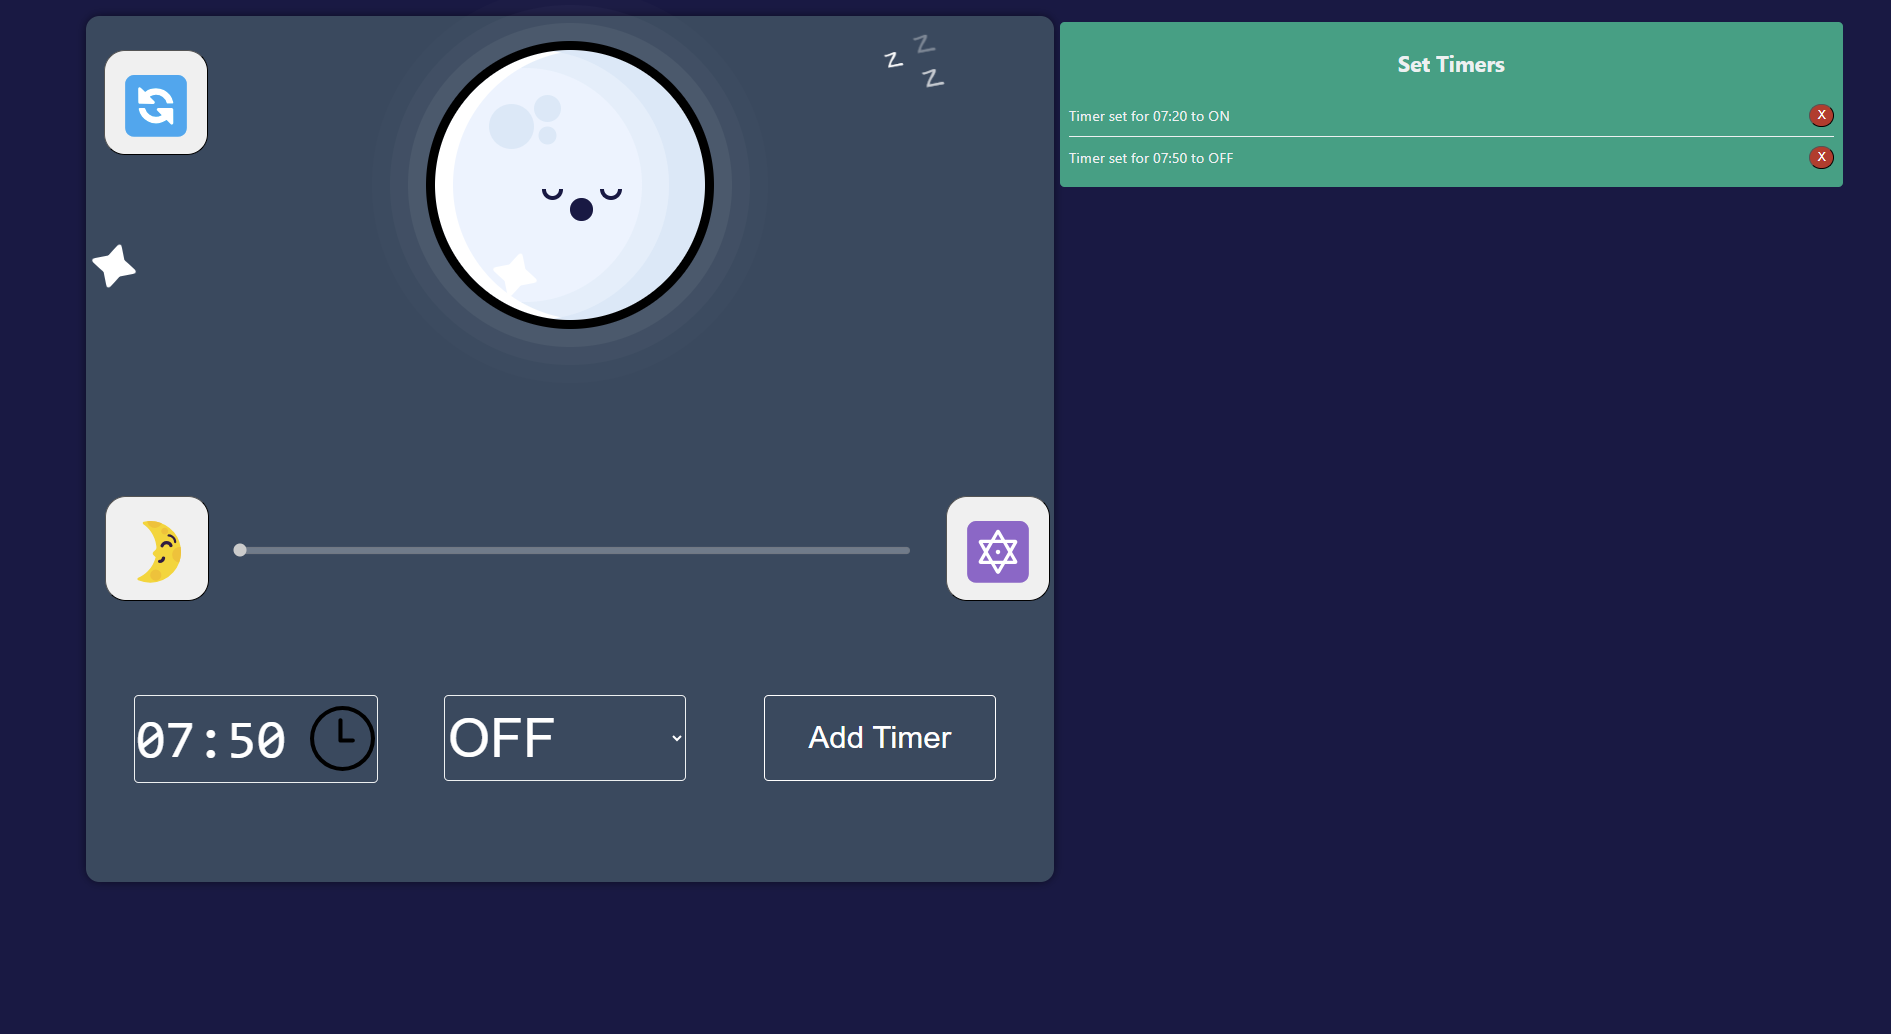 z
z
z
Set Timers
Timer set for 07:20 to ON
X
Timer set for 07:50 to OFF
X
07:50
OFF
Add Timer